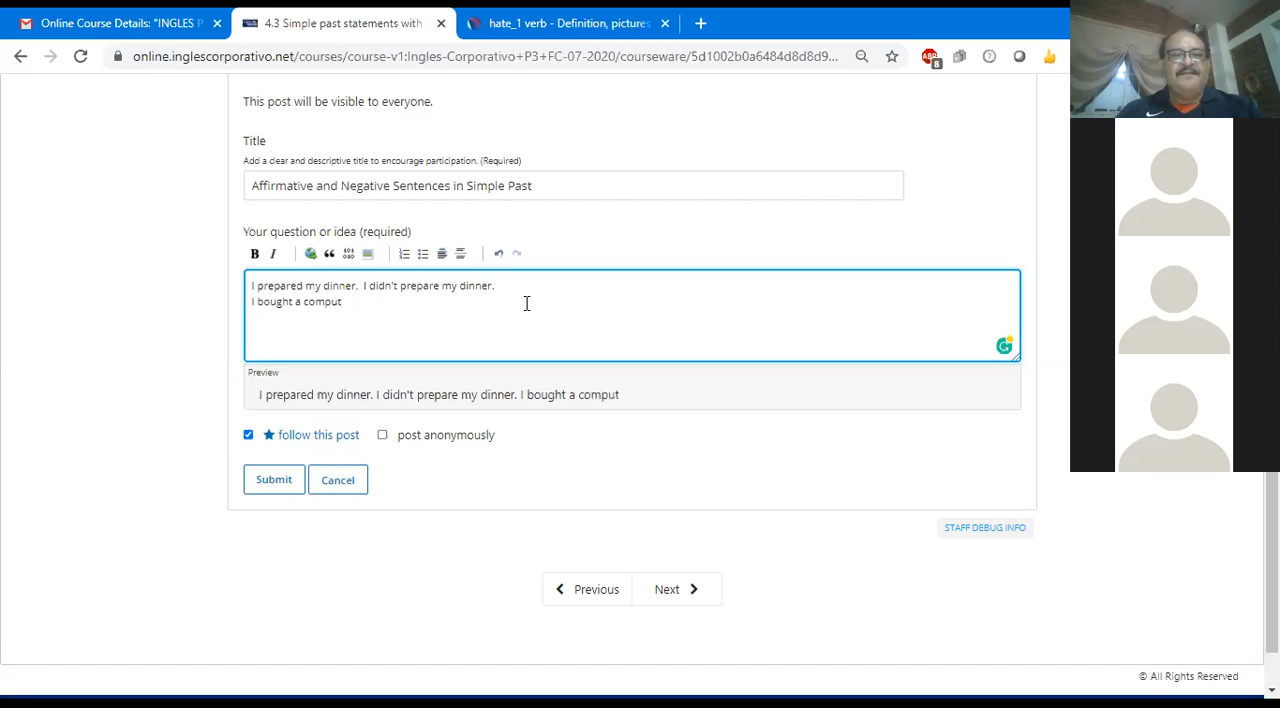 Online Course Details: "INGLES P
4.3 Simple past statements with
hate_1 verb - Definition, pictures
online.inglescorporativo.net/courses/course-v1:Ingles-Corporativo+P3+FC-07-2020/courseware/5d1002b0a6484d8d8d9...
ABP
8
This post will be visible to everyone.
Title
Add a clear and descriptive title to encourage participation. (Required)
Affirmative and Negative Sentences in Simple Past
Your question or idea (required)
B I
I prepared my dinner.  I didn't prepare my dinner.
I bought a comput
Preview
I prepared my dinner. I didn't prepare my dinner. I bought a comput
follow this post post anonymously
Submit Cancel
STAFF DEBUG INFO
Previous Next
© All Rights Reserved